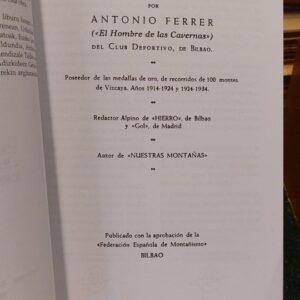 POR
ANTONIO FERRER
(«El Hombre de las Cavernas»)
DEL CLUB DEPORTIVO, DE BILBAO.
Poseedor de las medallas de oro, de recorridos de 100 montes
de Vizcaya. Años 1914-1924 y 1924-1934.
Redactor Alpino de «HIERRO», de Bilbao
y «Gol», de Madrid
Autor de «NUESTRAS MONTAÑAS»
Publicado con la aprobación de la
«Federación Española de Montañismo»
BILBAO
liburu
Urdaburu